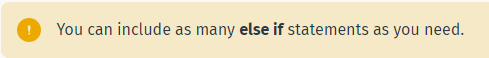 ! You can include as many else if statements as you need.